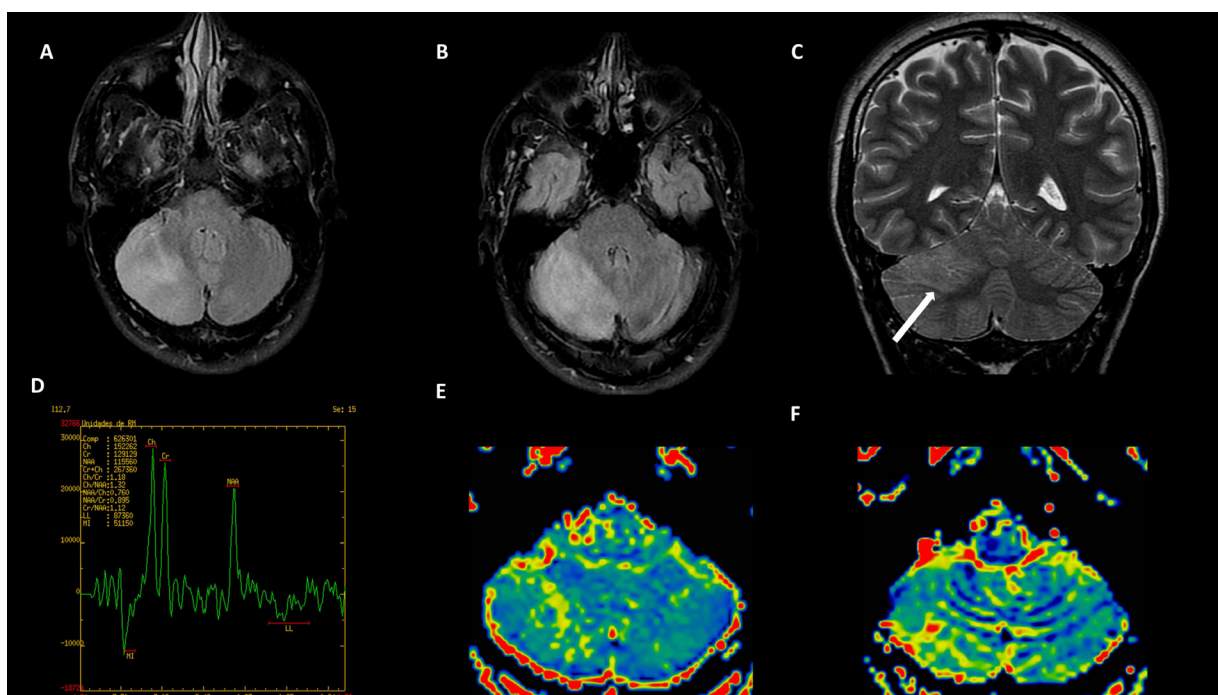 A
B
C
D
E
F
I12.7
Se: 15
32766
Unidades de RM
Comp : 626301
Ch : 152262
Cr : 129129
NAA : 115560
Cr+Ch : 267360
Ch/Cr :1.18
Ch/NAA:1.32
NAA/Ch:0.760
NAA/Cr:0.895
Cr/NAA:1.12
LL : 87360
MI : 51150
30000
20000
10000
0
-10000
Ch
Cr
NAA
LL
MI